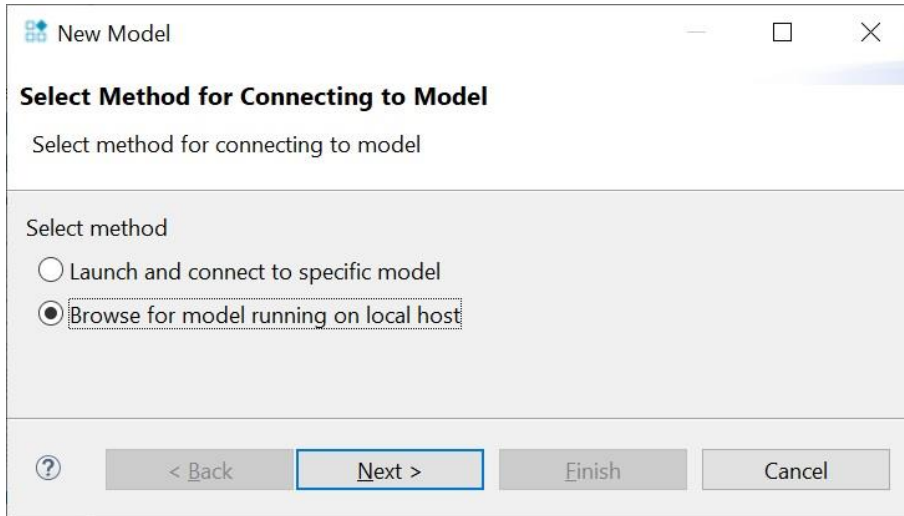 New Model
Select Method for Connecting to Model
Select method for connecting to model
Select method
Launch and connect to specific model
Browse for model running on local host
? < Back Next > Finish Cancel